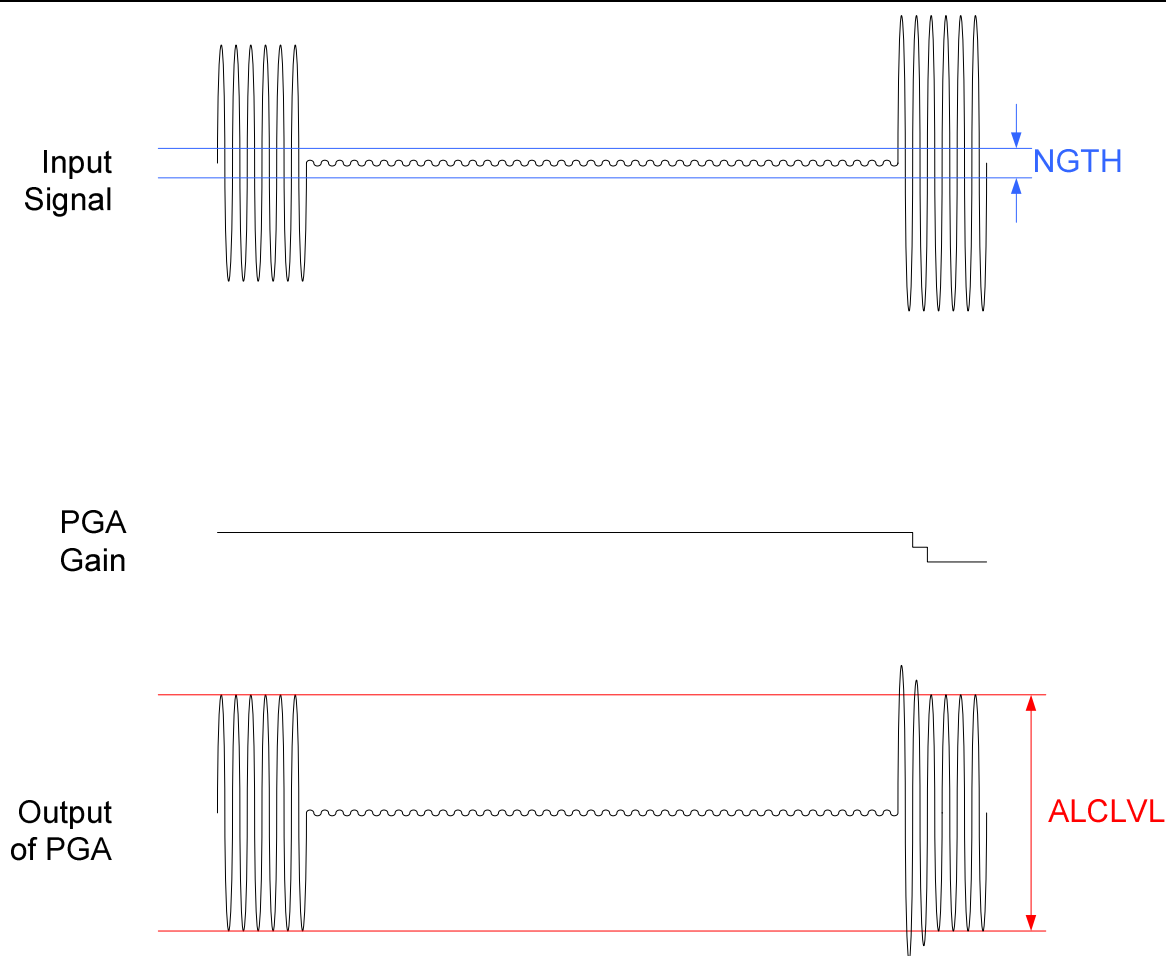 Input
Signal
NGTH
PGA
Gain
Output
of PGA
ALCLVL